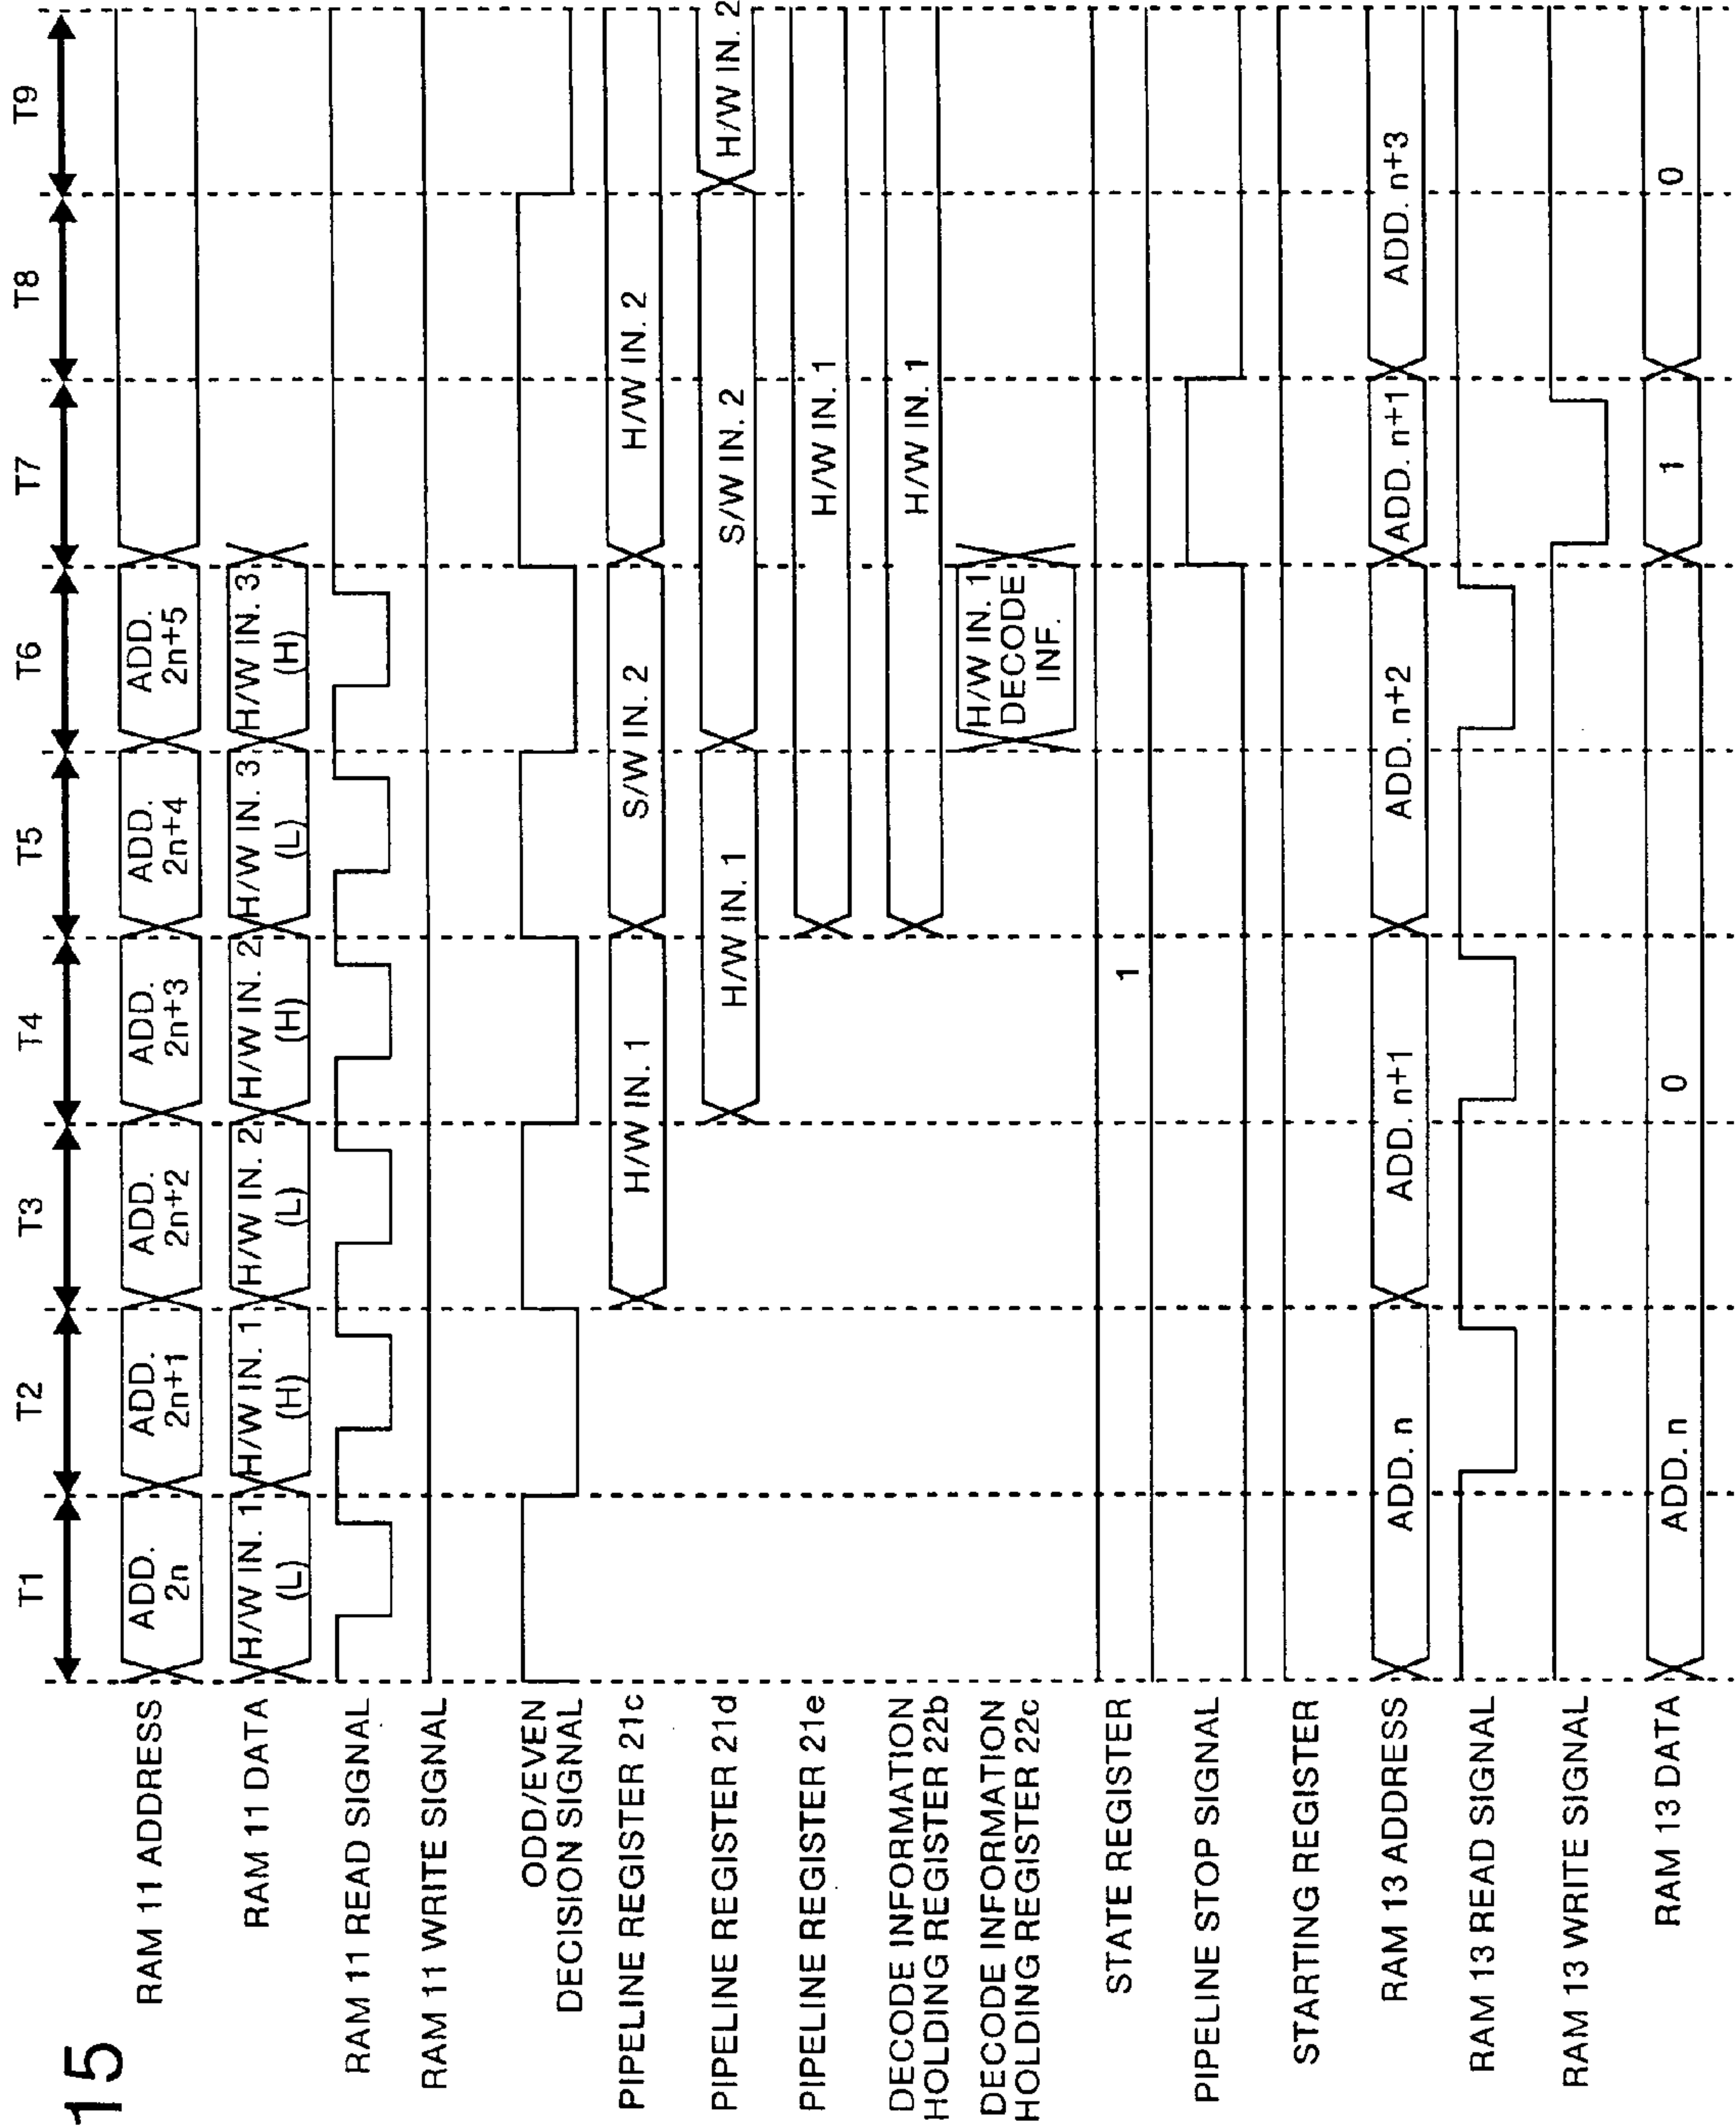 15
T1 T2 T3 T4 T5 T6 T7 T8 T9
RAM 11 ADDRESS
ADD. 2n
ADD. 2n+1
ADD. 2n+2
ADD. 2n+3
ADD. 2n+4
ADD. 2n+5
RAM 11 DATA
H/W IN. 1 (L)
H/W IN. 1 (H)
H/W IN. 2 (L)
H/W IN. 2 (H)
H/W IN. 3 (L)
H/W IN. 3 (H)
RAM 11 READ SIGNAL
RAM 11 WRITE SIGNAL
ODD/EVEN
DECISION SIGNAL
PIPELINE REGISTER 21c
H/W IN. 1
S/W IN. 2
H/W IN. 2
PIPELINE REGISTER 21d
H/W IN. 1
S/W IN. 2
H/W IN. 2
PIPELINE REGISTER 21e
H/W IN. 1
DECODE INFORMATION
HOLDING REGISTER 22b
H/W IN. 1
DECODE INFORMATION
HOLDING REGISTER 22c
H/W IN. 1
DECODE
INF.
STATE REGISTER
1
PIPELINE STOP SIGNAL
STARTING REGISTER
RAM 13 ADDRESS
ADD. n
ADD. n+1
ADD. n+2
ADD. n+1
ADD. n+3
RAM 13 READ SIGNAL
RAM 13 WRITE SIGNAL
RAM 13 DATA
ADD. n
0
1
0